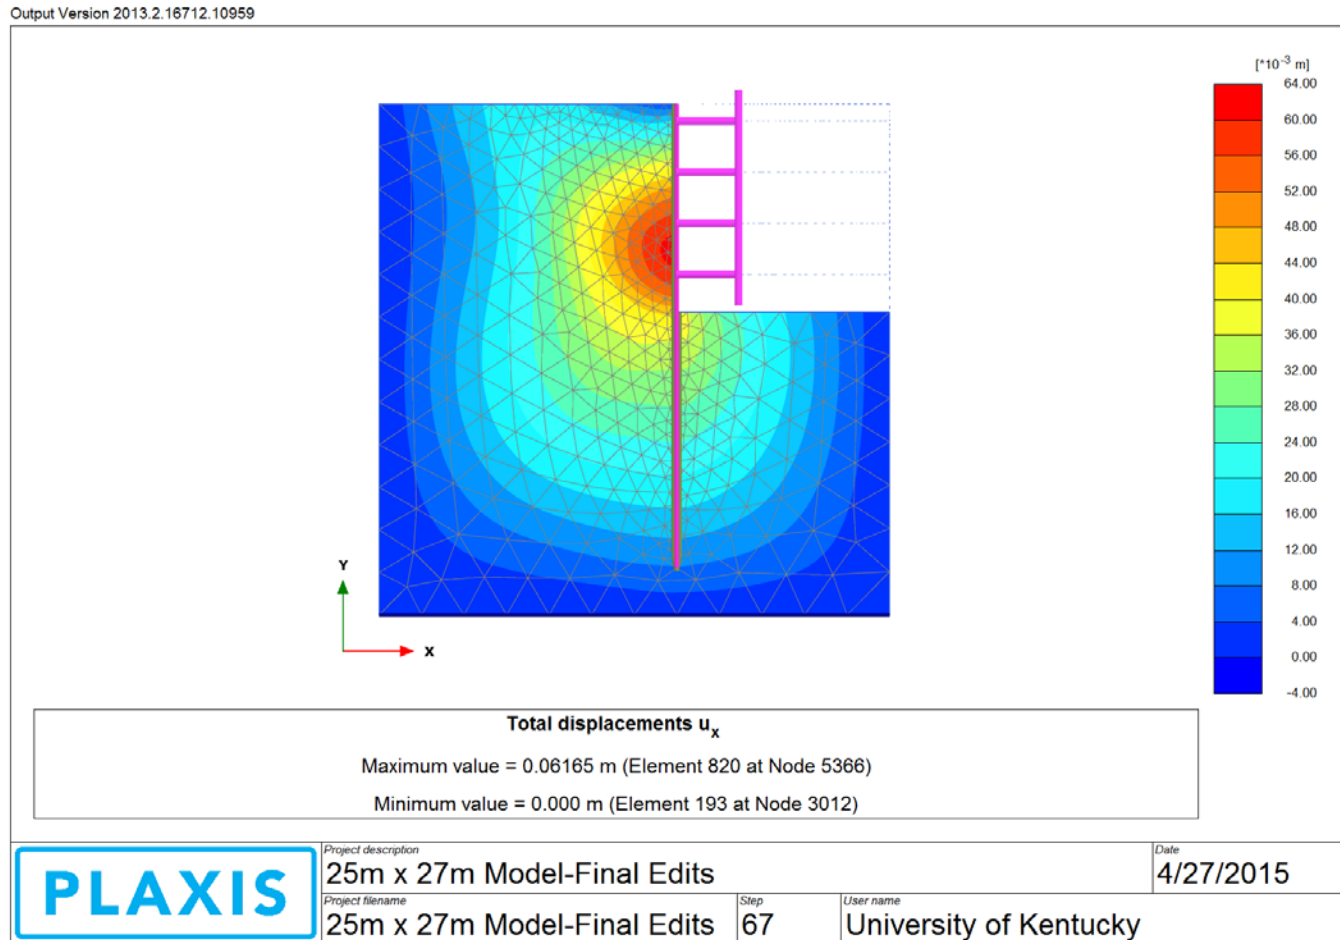 Output Version 2013.2.16712.10959
[*10-3 m]
64.00
60.00
56.00
52.00
48.00
44.00
40.00
36.00
32.00
28.00
24.00
20.00
16.00
12.00
8.00
4.00
0.00
-4.00
Y
X
Total displacements ux
Maximum value = 0.06165 m (Element 820 at Node 5366)
Minimum value = 0.000 m (Element 193 at Node 3012)
PLAXIS
Project description
25m x 27m Model-Final Edits
Date
4/27/2015
Project filename
25m x 27m Model-Final Edits
Step
67
User name
University of Kentucky